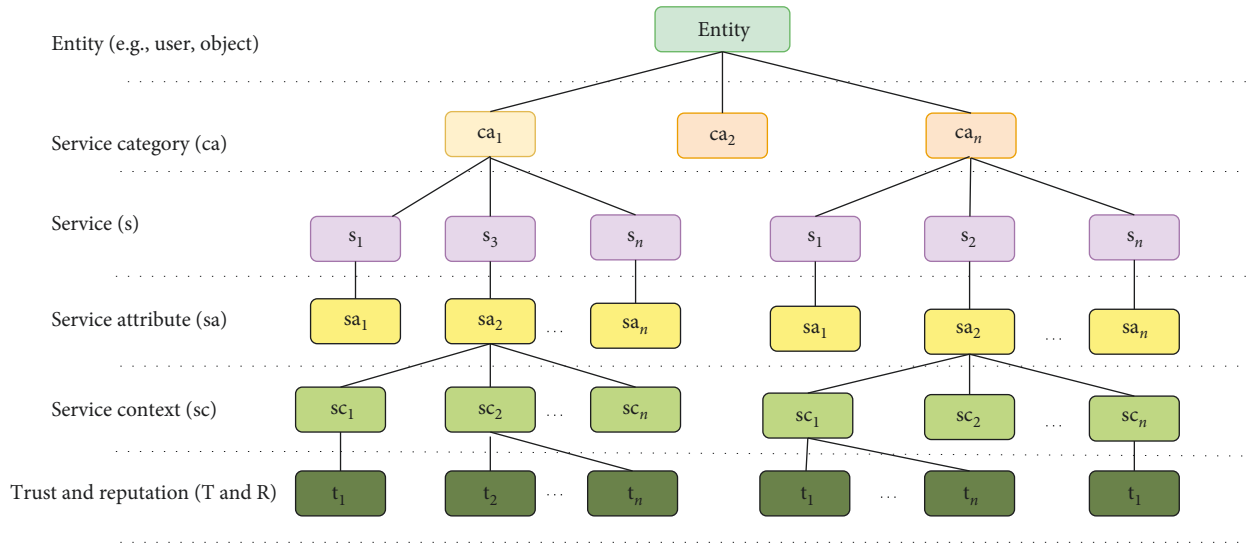 Entity (e.g., user, object)
Entity
Service category (ca)
ca₁ ca₂ caₙ
Service (s)
s₁ s₃ sₙ s₁ s₂ sₙ
Service attribute (sa)
sa₁ sa₂ ... saₙ sa₁ sa₂ ... saₙ
Service context (sc)
sc₁ sc₂ ... scₙ sc₁ sc₂ ... scₙ
Trust and reputation (T and R)
t₁ t₂ ... tₙ t₁ ... tₙ t₁